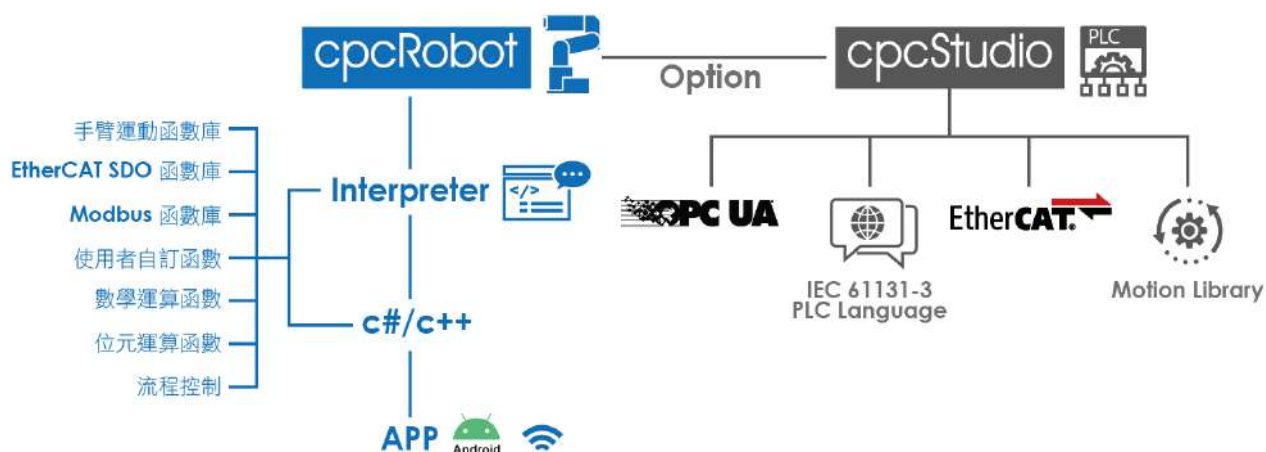 cpcRobot
Option
cpcStudio
PLC
手臂運動函數庫
EtherCAT SDO 函數庫
Modbus 函數庫
使用者自訂函數
數學運算函數
位元運算函數
流程控制
Interpreter
</>
c#/c++
APP
Android
OPC UA
IEC 61131-3
PLC Language
EtherCAT.
Motion Library